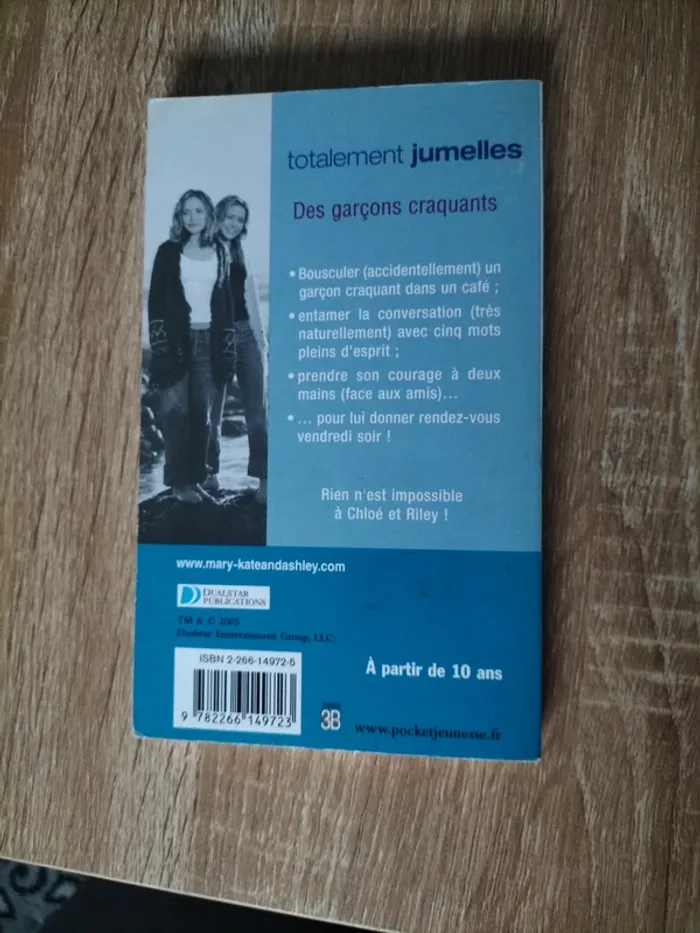 totalement jumelles
Des garçons craquants
• Bousculer (accidentellement) un
garçon craquant dans un café ;
• entamer la conversation (très
naturellement) avec cinq mots
pleins d'esprit ;
• prendre son courage à deux
mains (face aux amis)...
• ... pour lui donner rendez-vous
vendredi soir !
Rien n'est impossible
à Chloé et Riley !
www.mary-kateandashley.com
DUALSTAR
PUBLICATIONS
TM & © 2005
Dualstar Entertainment Group, LLC.
ISBN 2-266-14972-5
9 782266 149723
3B
À partir de 10 ans
www.pocketjeunesse.fr